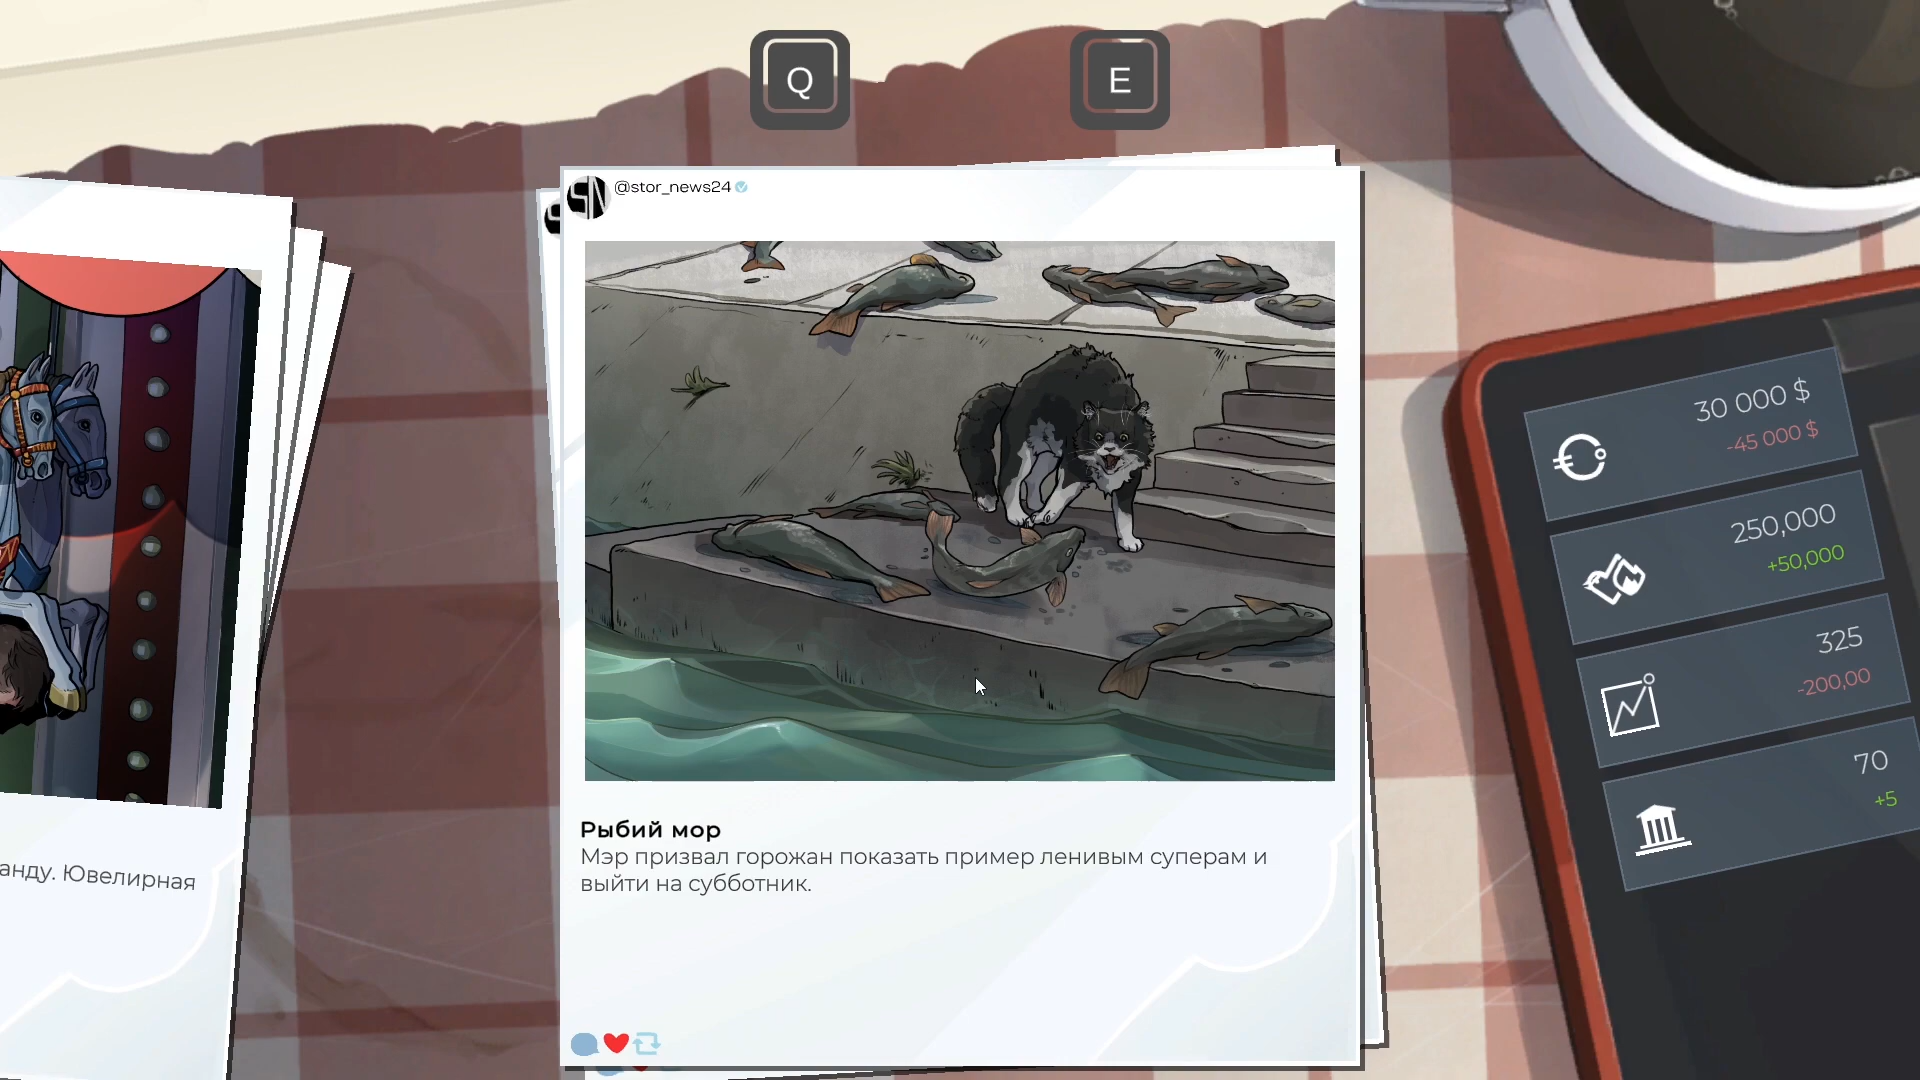 Q
E
@stor_news24
SN
30 000 $
-45 000 $
250,000
+50,000
325
-200,00
70
+5
анду. Ювелирная
Рыбий мор
Мэр призвал горожан показать пример ленивым суперам и
выйти на субботник.